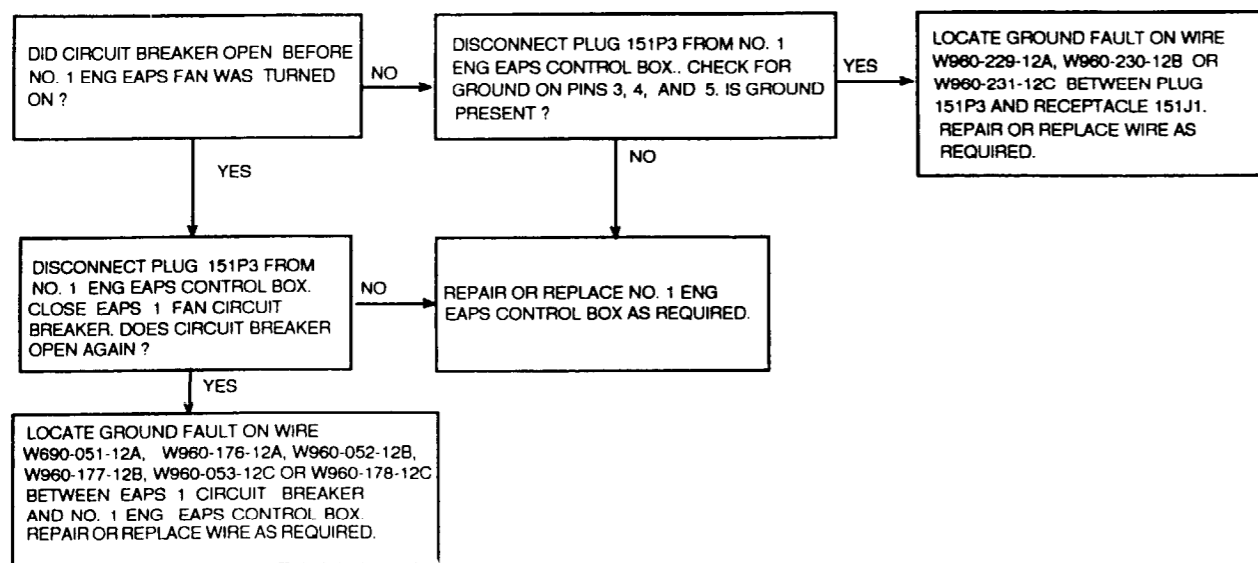 DID CIRCUIT BREAKER OPEN BEFORE
NO. 1 ENG EAPS FAN WAS TURNED
ON ?
NO
DISCONNECT PLUG 151P3 FROM NO. 1
ENG EAPS CONTROL BOX.. CHECK FOR
GROUND ON PINS 3, 4, AND 5. IS GROUND
PRESENT ?
YES
LOCATE GROUND FAULT ON WIRE
W960-229-12A, W960-230-12B OR
W960-231-12C BETWEEN PLUG
151P3 AND RECEPTACLE 151J1.
REPAIR OR REPLACE WIRE AS
REQUIRED.
YES
NO
DISCONNECT PLUG 151P3 FROM
NO. 1 ENG EAPS CONTROL BOX.
CLOSE EAPS 1 FAN CIRCUIT
BREAKER. DOES CIRCUIT BREAKER
OPEN AGAIN ?
NO
REPAIR OR REPLACE NO. 1 ENG
EAPS CONTROL BOX AS REQUIRED.
YES
LOCATE GROUND FAULT ON WIRE
W690-051-12A, W960-176-12A, W960-052-12B,
W960-177-12B, W960-053-12C OR W960-178-12C
BETWEEN EAPS 1 CIRCUIT BREAKER
AND NO. 1 ENG EAPS CONTROL BOX.
REPAIR OR REPLACE WIRE AS REQUIRED.